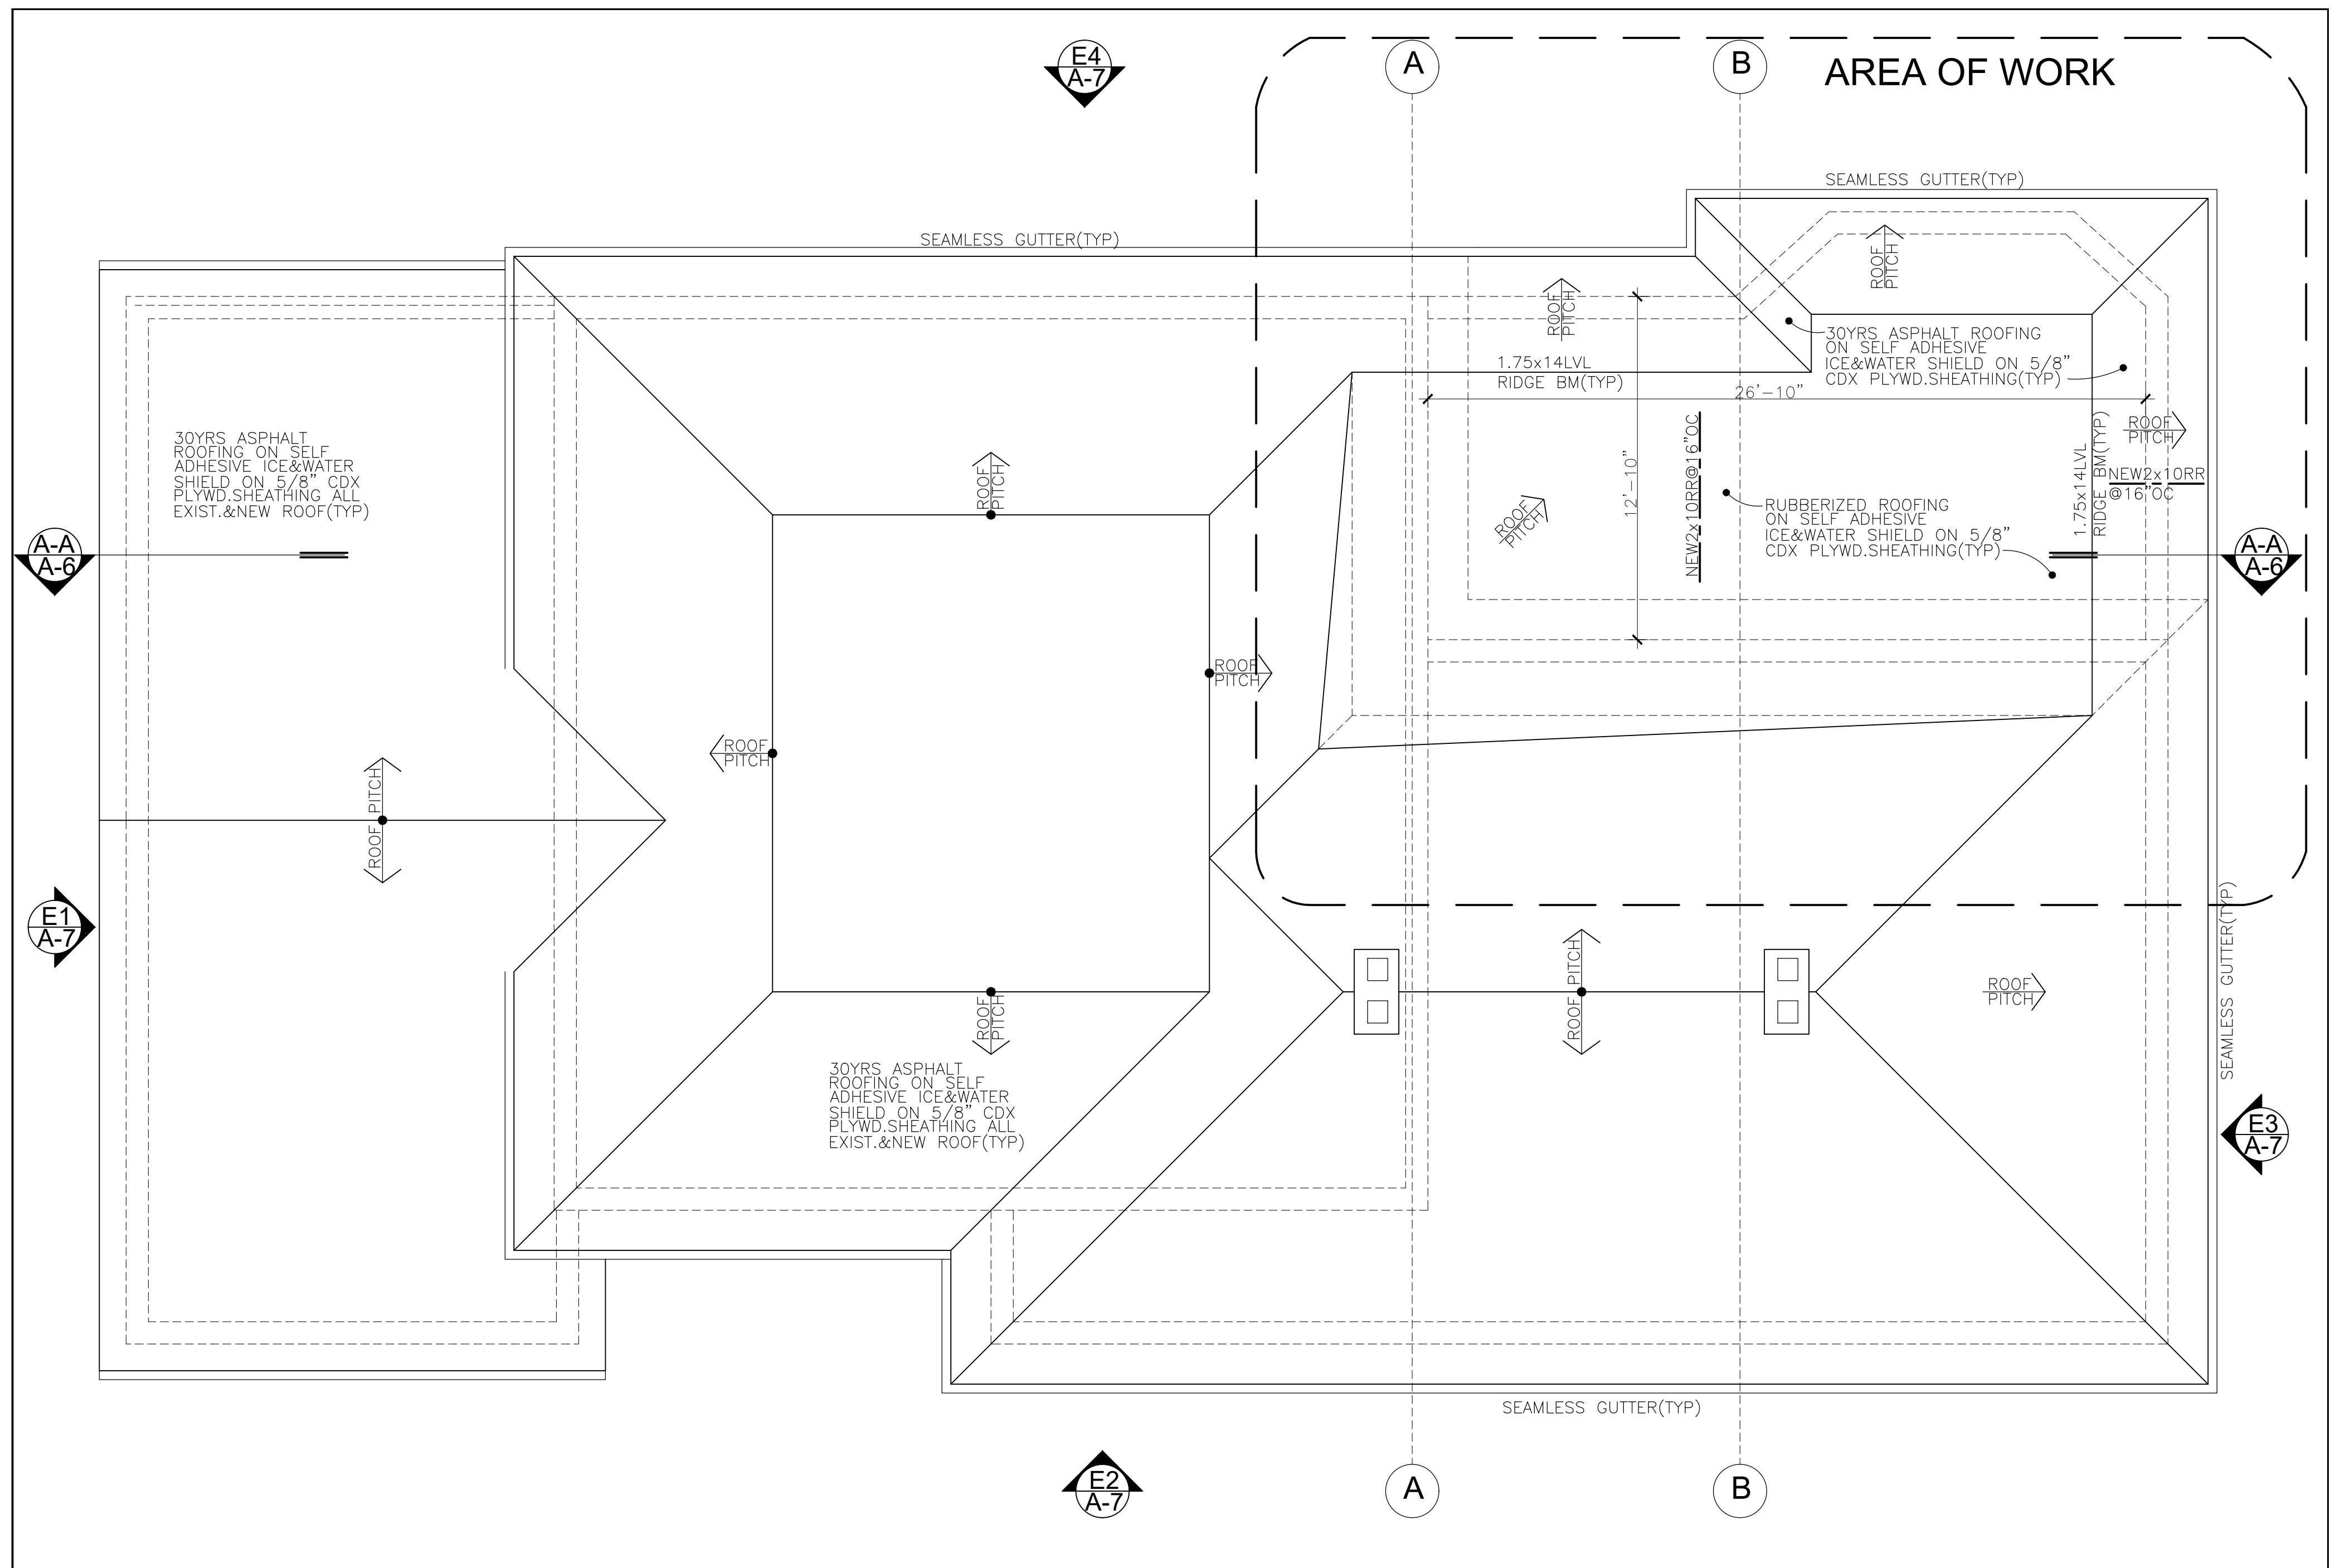 E4
A-7
A
B
AREA OF WORK
SEAMLESS GUTTER(TYP)
SEAMLESS GUTTER(TYP)
ROOF
PITCH
ROOF
PITCH
30YRS ASPHALT ROOFING
ON SELF ADHESIVE
ICE&WATER SHIELD ON 5/8"
CDX PLYWD.SHEATHING(TYP)
1.75x14LVL
RIDGE BM(TYP)
26'-10"
12'-10"
NEW2x10RR@16"OC
1.75x14LVL
RIDGE BM(TYP)
ROOF
PITCH
NEW2x10RR
@16"OC
30YRS ASPHALT
ROOFING ON SELF
ADHESIVE ICE&WATER
SHIELD ON 5/8" CDX
PLYWD.SHEATHING ALL
EXIST.&NEW ROOF(TYP)
ROOF
PITCH
ROOF
PITCH
RUBBERIZED ROOFING
ON SELF ADHESIVE
ICE&WATER SHIELD ON 5/8"
CDX PLYWD.SHEATHING(TYP)
A-A
A-6
A-A
A-6
ROOF
PITCH
ROOF
PITCH
ROOF PITCH
E1
A-7
SEAMLESS GUTTER(TYP)
ROOF PITCH
ROOF
PITCH
ROOF
PITCH
30YRS ASPHALT
ROOFING ON SELF
ADHESIVE ICE&WATER
SHIELD ON 5/8" CDX
PLYWD.SHEATHING ALL
EXIST.&NEW ROOF(TYP)
E3
A-7
SEAMLESS GUTTER(TYP)
E2
A-7
A
B